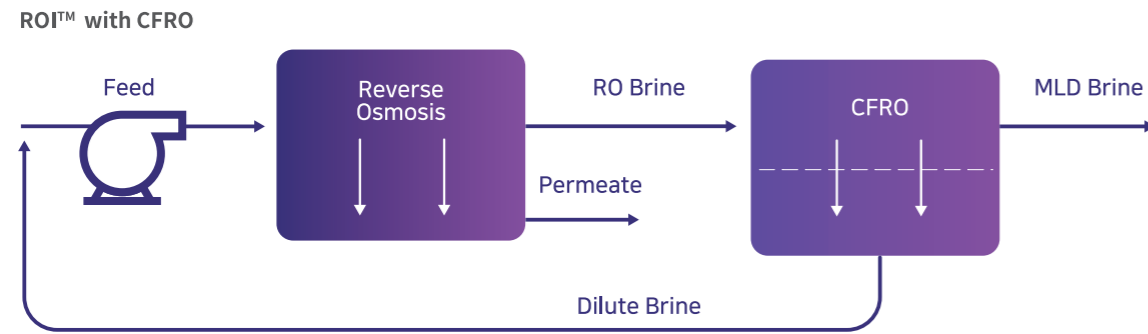 ROI™ with CFRO
Feed
Reverse
Osmosis
RO Brine
CFRO
MLD Brine
Permeate
Dilute Brine